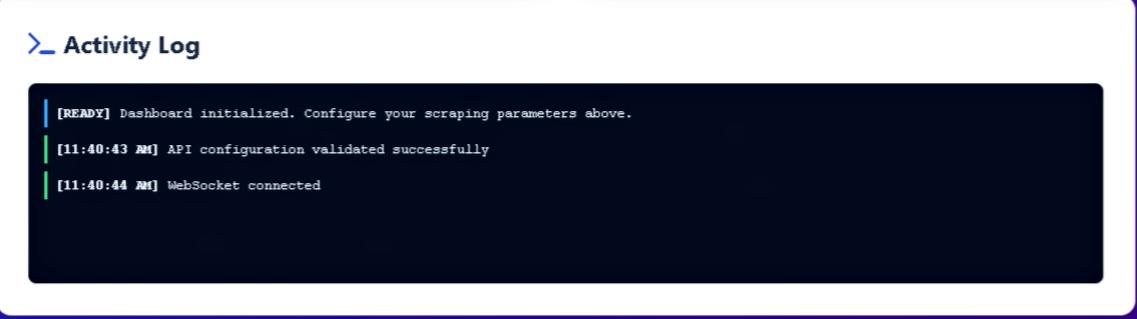 Activity Log
[READY] Dashboard initialized. Configure your scraping parameters above.
[11:40:43 AM] API configuration validated successfully
[11:40:44 AM] WebSocket connected